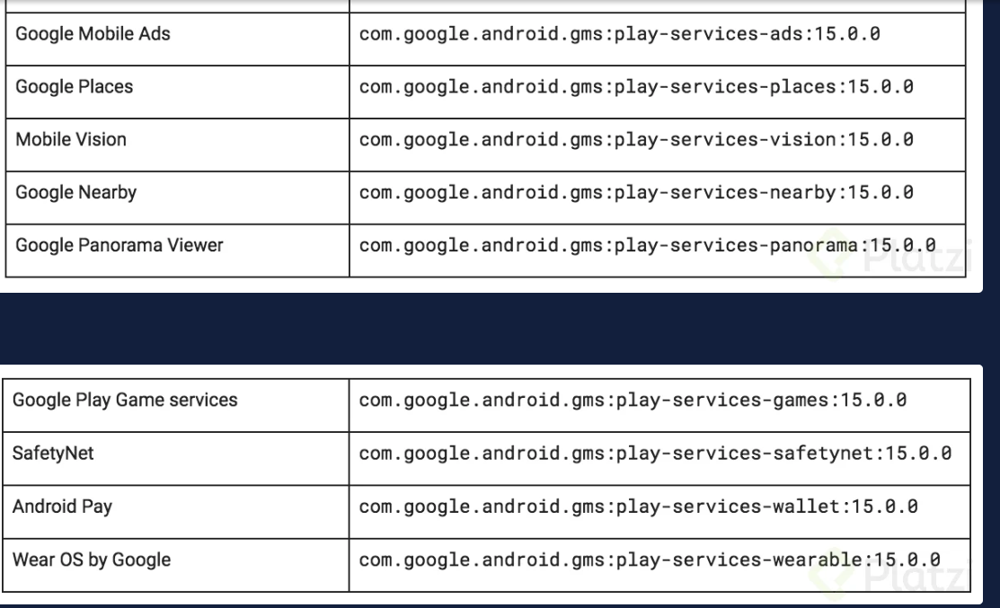 Google Mobile Ads com.google.android.gms:play-services-ads:15.0.0
Google Places com.google.android.gms:play-services-places:15.0.0
Mobile Vision com.google.android.gms:play-services-vision:15.0.0
Google Nearby com.google.android.gms:play-services-nearby:15.0.0
Google Panorama Viewer com.google.android.gms:play-services-panorama:15.0.0
Platzi
Google Play Game services com.google.android.gms:play-services-games:15.0.0
SafetyNet com.google.android.gms:play-services-safetynet:15.0.0
Android Pay com.google.android.gms:play-services-wallet:15.0.0
Wear OS by Google com.google.android.gms:play-services-wearable:15.0.0
Platzi